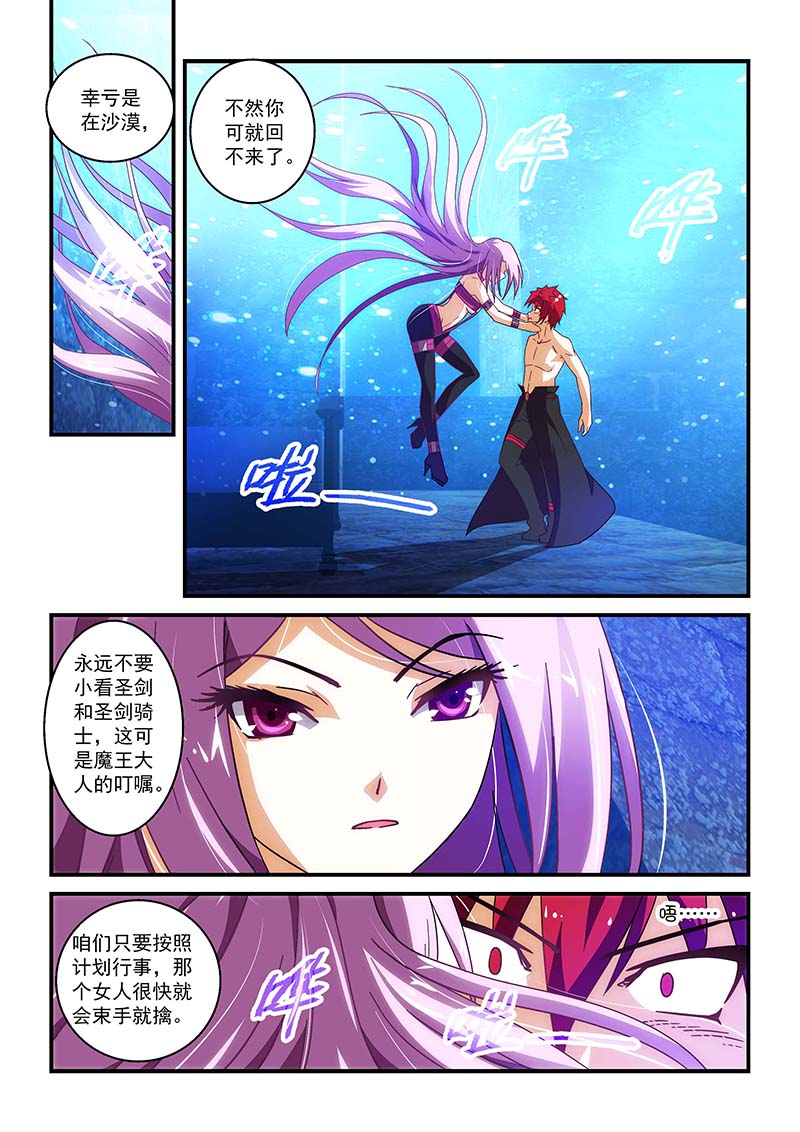 幸亏是
在沙漠，
哗
不然你
可就回
不来了。
哗
哗
啦——
永远不要
小看圣剑
和圣剑骑
士，这可
是魔王大
人的叮嘱。
咱们只要按照
计划行事，那
个女人很快就
会束手就擒。
唔……
哗
啦——